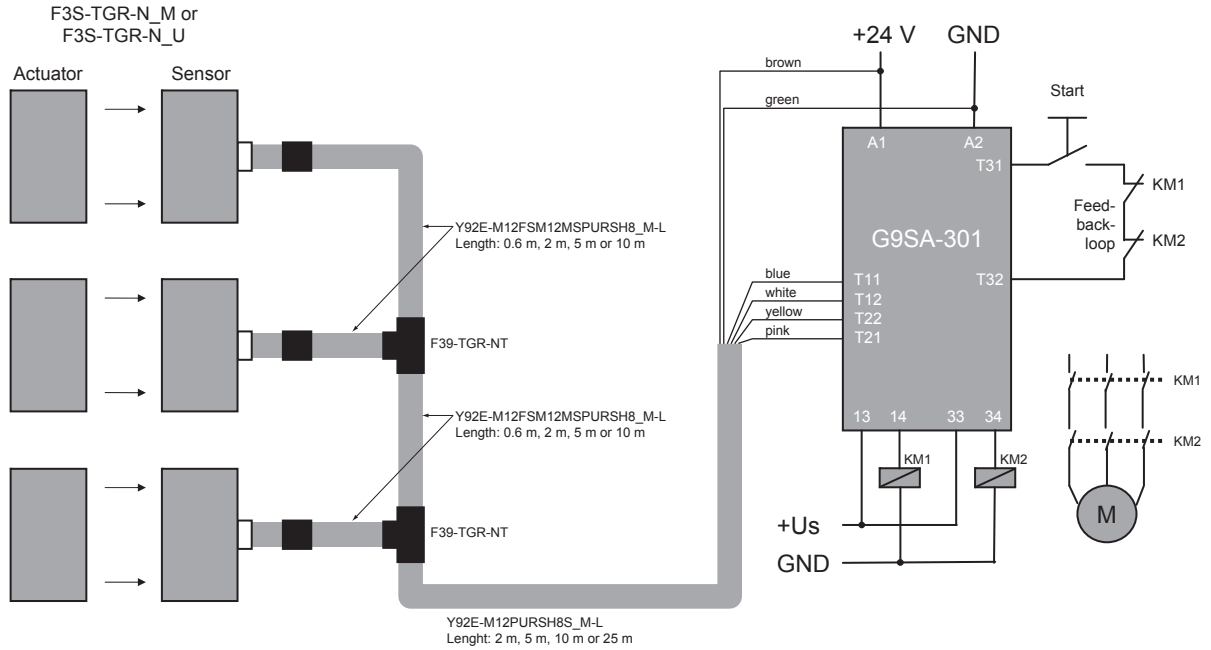 F3S-TGR-N_M or
F3S-TGR-N_U
Actuator
Sensor
Y92E-M12FSM12MSPURSH8_M-L
Length: 0.6 m, 2 m, 5 m or 10 m
F39-TGR-NT
Y92E-M12FSM12MSPURSH8_M-L
Length: 0.6 m, 2 m, 5 m or 10 m
F39-TGR-NT
Y92E-M12PURSH8S_M-L
Lenght: 2 m, 5 m, 10 m or 25 m
+24 V
GND
brown
green
blue
white
yellow
pink
A1
A2
T31
G9SA-301
T11
T12
T22
T21
T32
13
14
33
34
Start
KM1
Feed-
back-
loop
KM2
KM1
KM2
+Us
GND
KM1
KM2
M